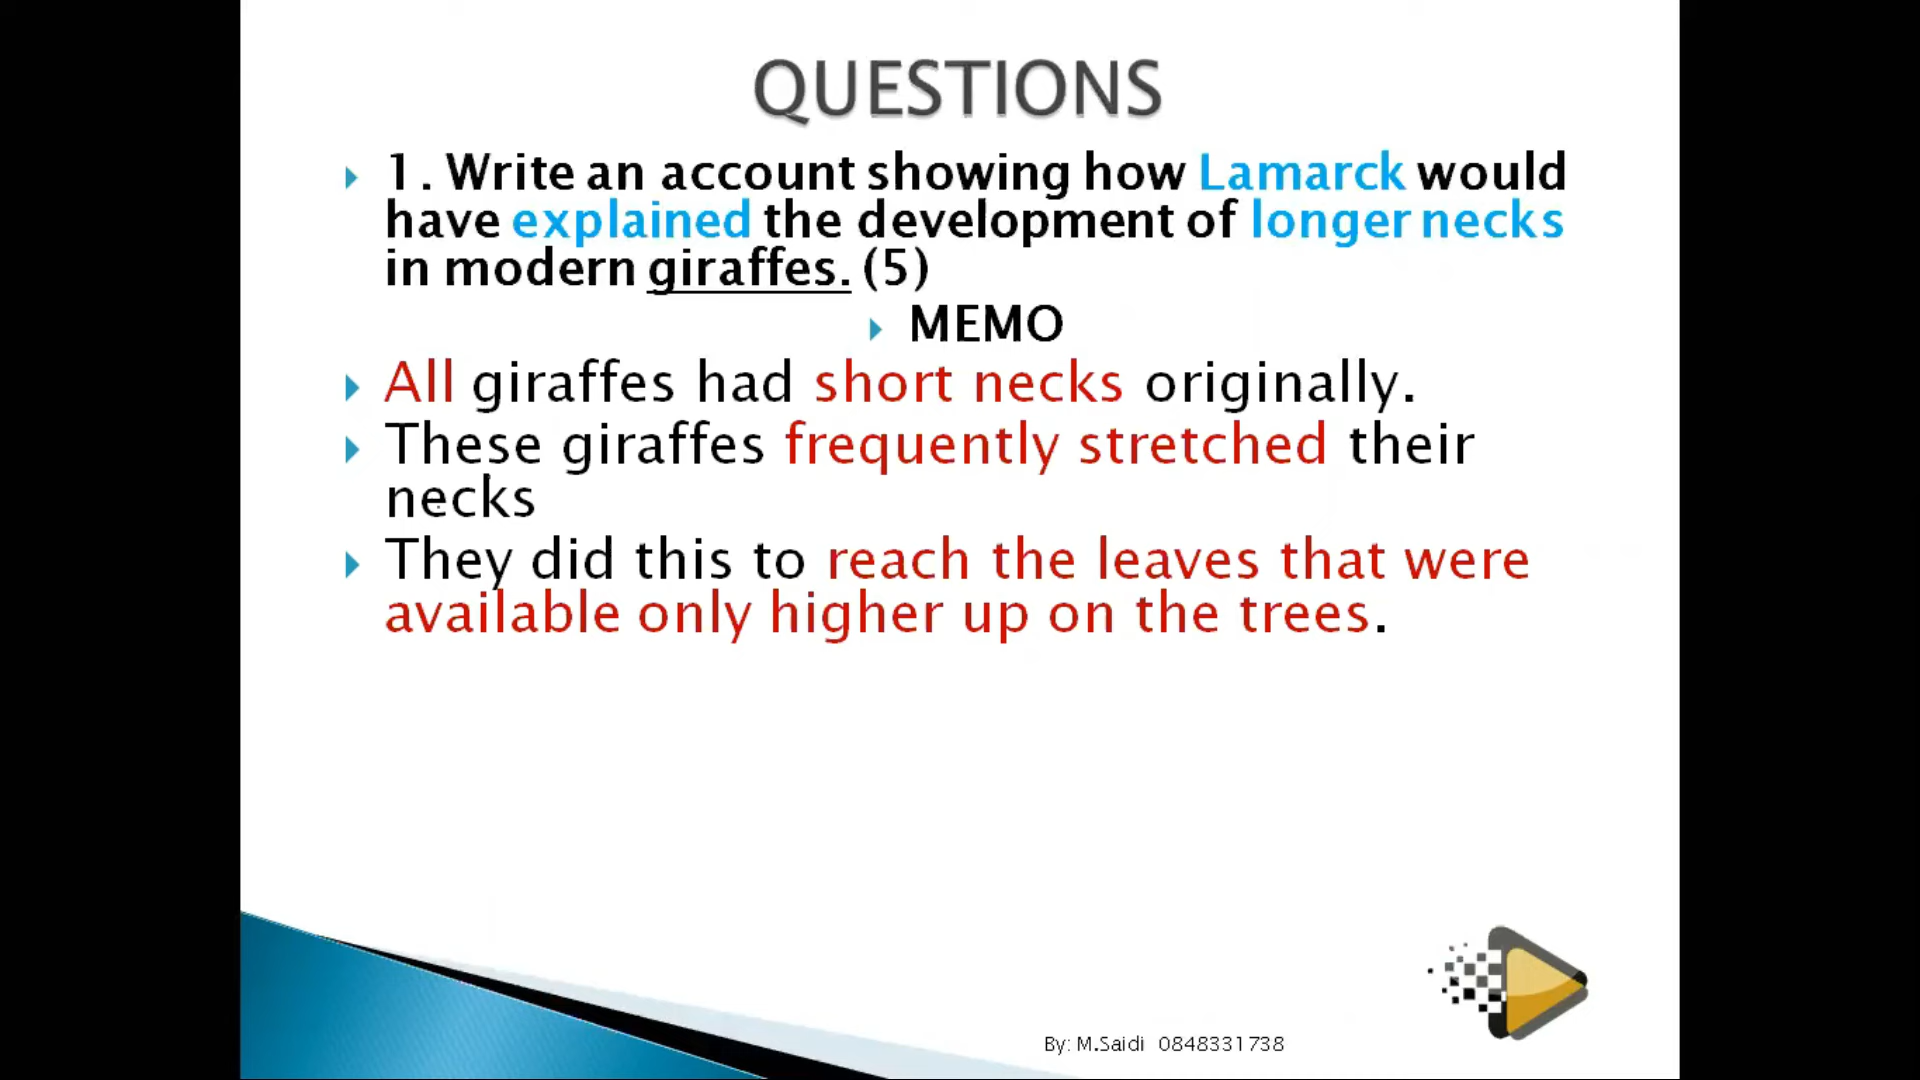 QUESTIONS
1. Write an account showing how Lamarck would
have explained the development of longer necks
in modern giraffes. (5)
MEMO
All giraffes had short necks originally.
These giraffes frequently stretched their
necks
They did this to reach the leaves that were
available only higher up on the trees.
By: M.Saidi 0848331738